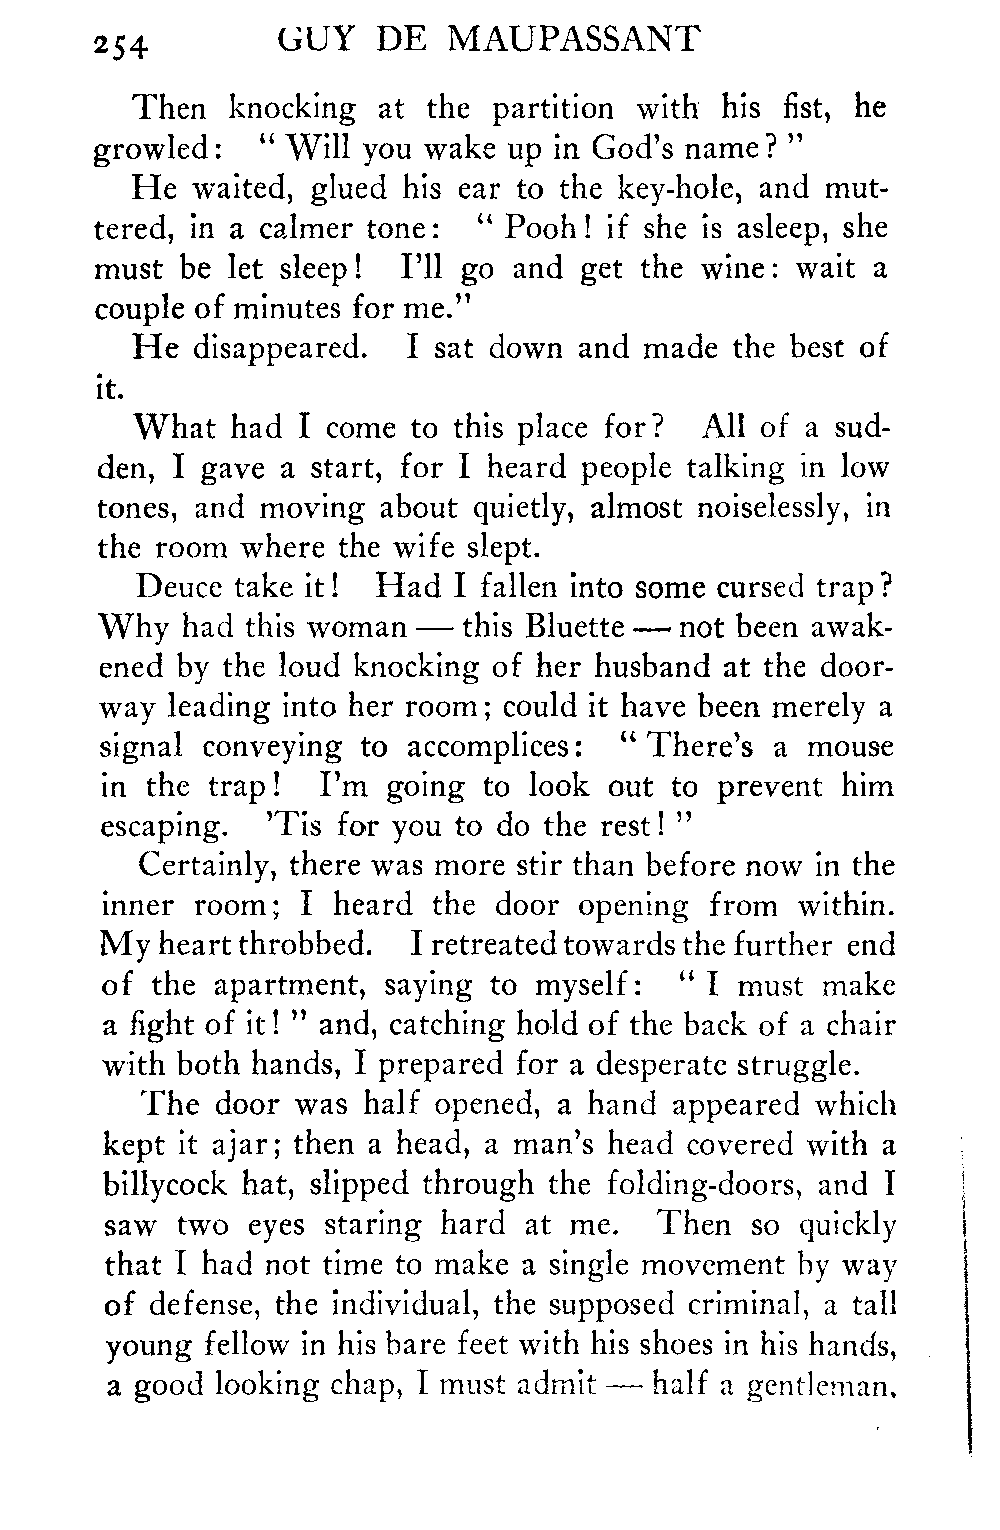 254 GUY DE MAUPASSANT
Then knocking at the partition with his fist, he
growled: " Will you wake up in God's name? "
He waited, glued his ear to the key-hole, and mut-
tered, in a calmer tone: " Pooh! if she is asleep, she
must be let sleep! I'll go and get the wine: wait a
couple of minutes for me."
He disappeared. I sat down and made the best of
it.
What had I come to this place for? All of a sud-
den, I gave a start, for I heard people talking in low
tones, and moving about quietly, almost noiselessly, in
the room where the wife slept.
Deuce take it! Had I fallen into some cursed trap?
Why had this woman — this Bluette — not been awak-
ened by the loud knocking of her husband at the door-
way leading into her room; could it have been merely a
signal conveying to accomplices: " There's a mouse
in the trap! I'm going to look out to prevent him
escaping. 'Tis for you to do the rest! "
Certainly, there was more stir than before now in the
inner room; I heard the door opening from within.
My heart throbbed. I retreated towards the further end
of the apartment, saying to myself: " I must make
a fight of it! " and, catching hold of the back of a chair
with both hands, I prepared for a desperate struggle.
The door was half opened, a hand appeared which
kept it ajar; then a head, a man's head covered with a
billycock hat, slipped through the folding-doors, and I
saw two eyes staring hard at me. Then so quickly
that I had not time to make a single movement by way
of defense, the individual, the supposed criminal, a tall
young fellow in his bare feet with his shoes in his hands,
a good looking chap, I must admit — half a gentleman,